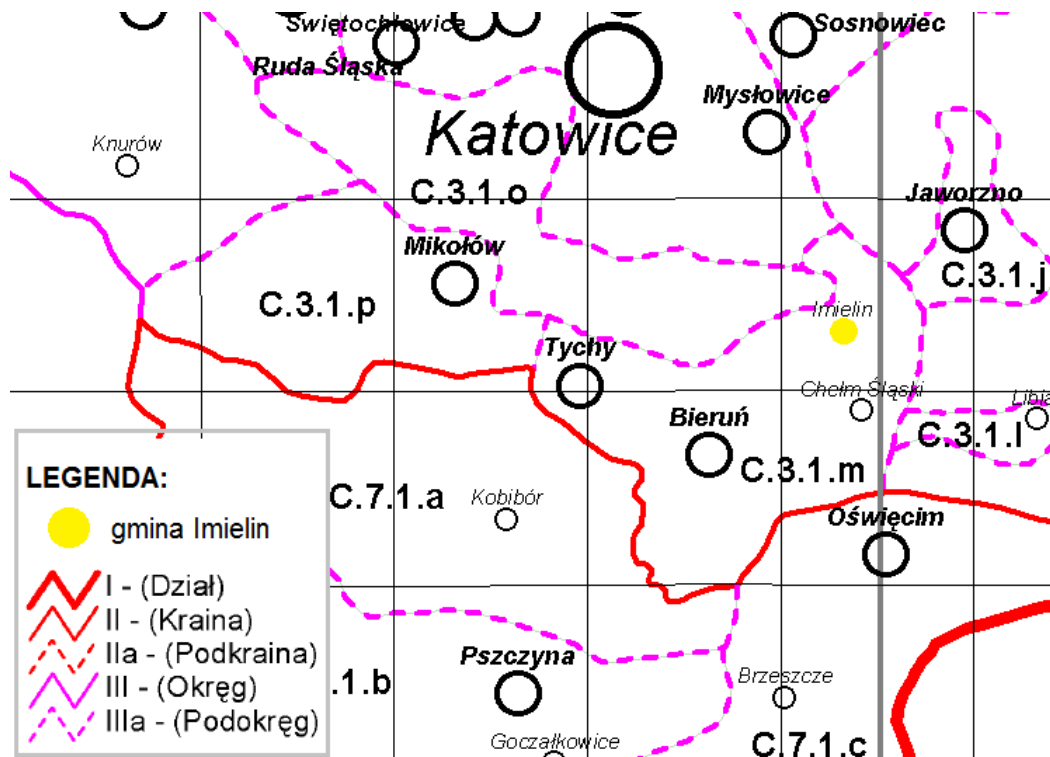 Świętochłowice
Sosnowiec
Ruda Śląska
Mysłowice
Katowice
Knurów
C.3.1.o
Jaworzno
Mikołów
C.3.1.j
C.3.1.p
Imielin
Tychy
Chełm Śląski
Libią
Bieruń
C.3.1.l
C.3.1.m
C.7.1.a
Kobibór
Oświęcim
LEGENDA:
gmina Imielin
I - (Dział)
II - (Kraina)
IIa - (Podkraina)
III - (Okręg)
IIIa - (Podokręg)
Pszczyna
.1.b
Brzeszcze
Goczałkowice
C.7.1.c